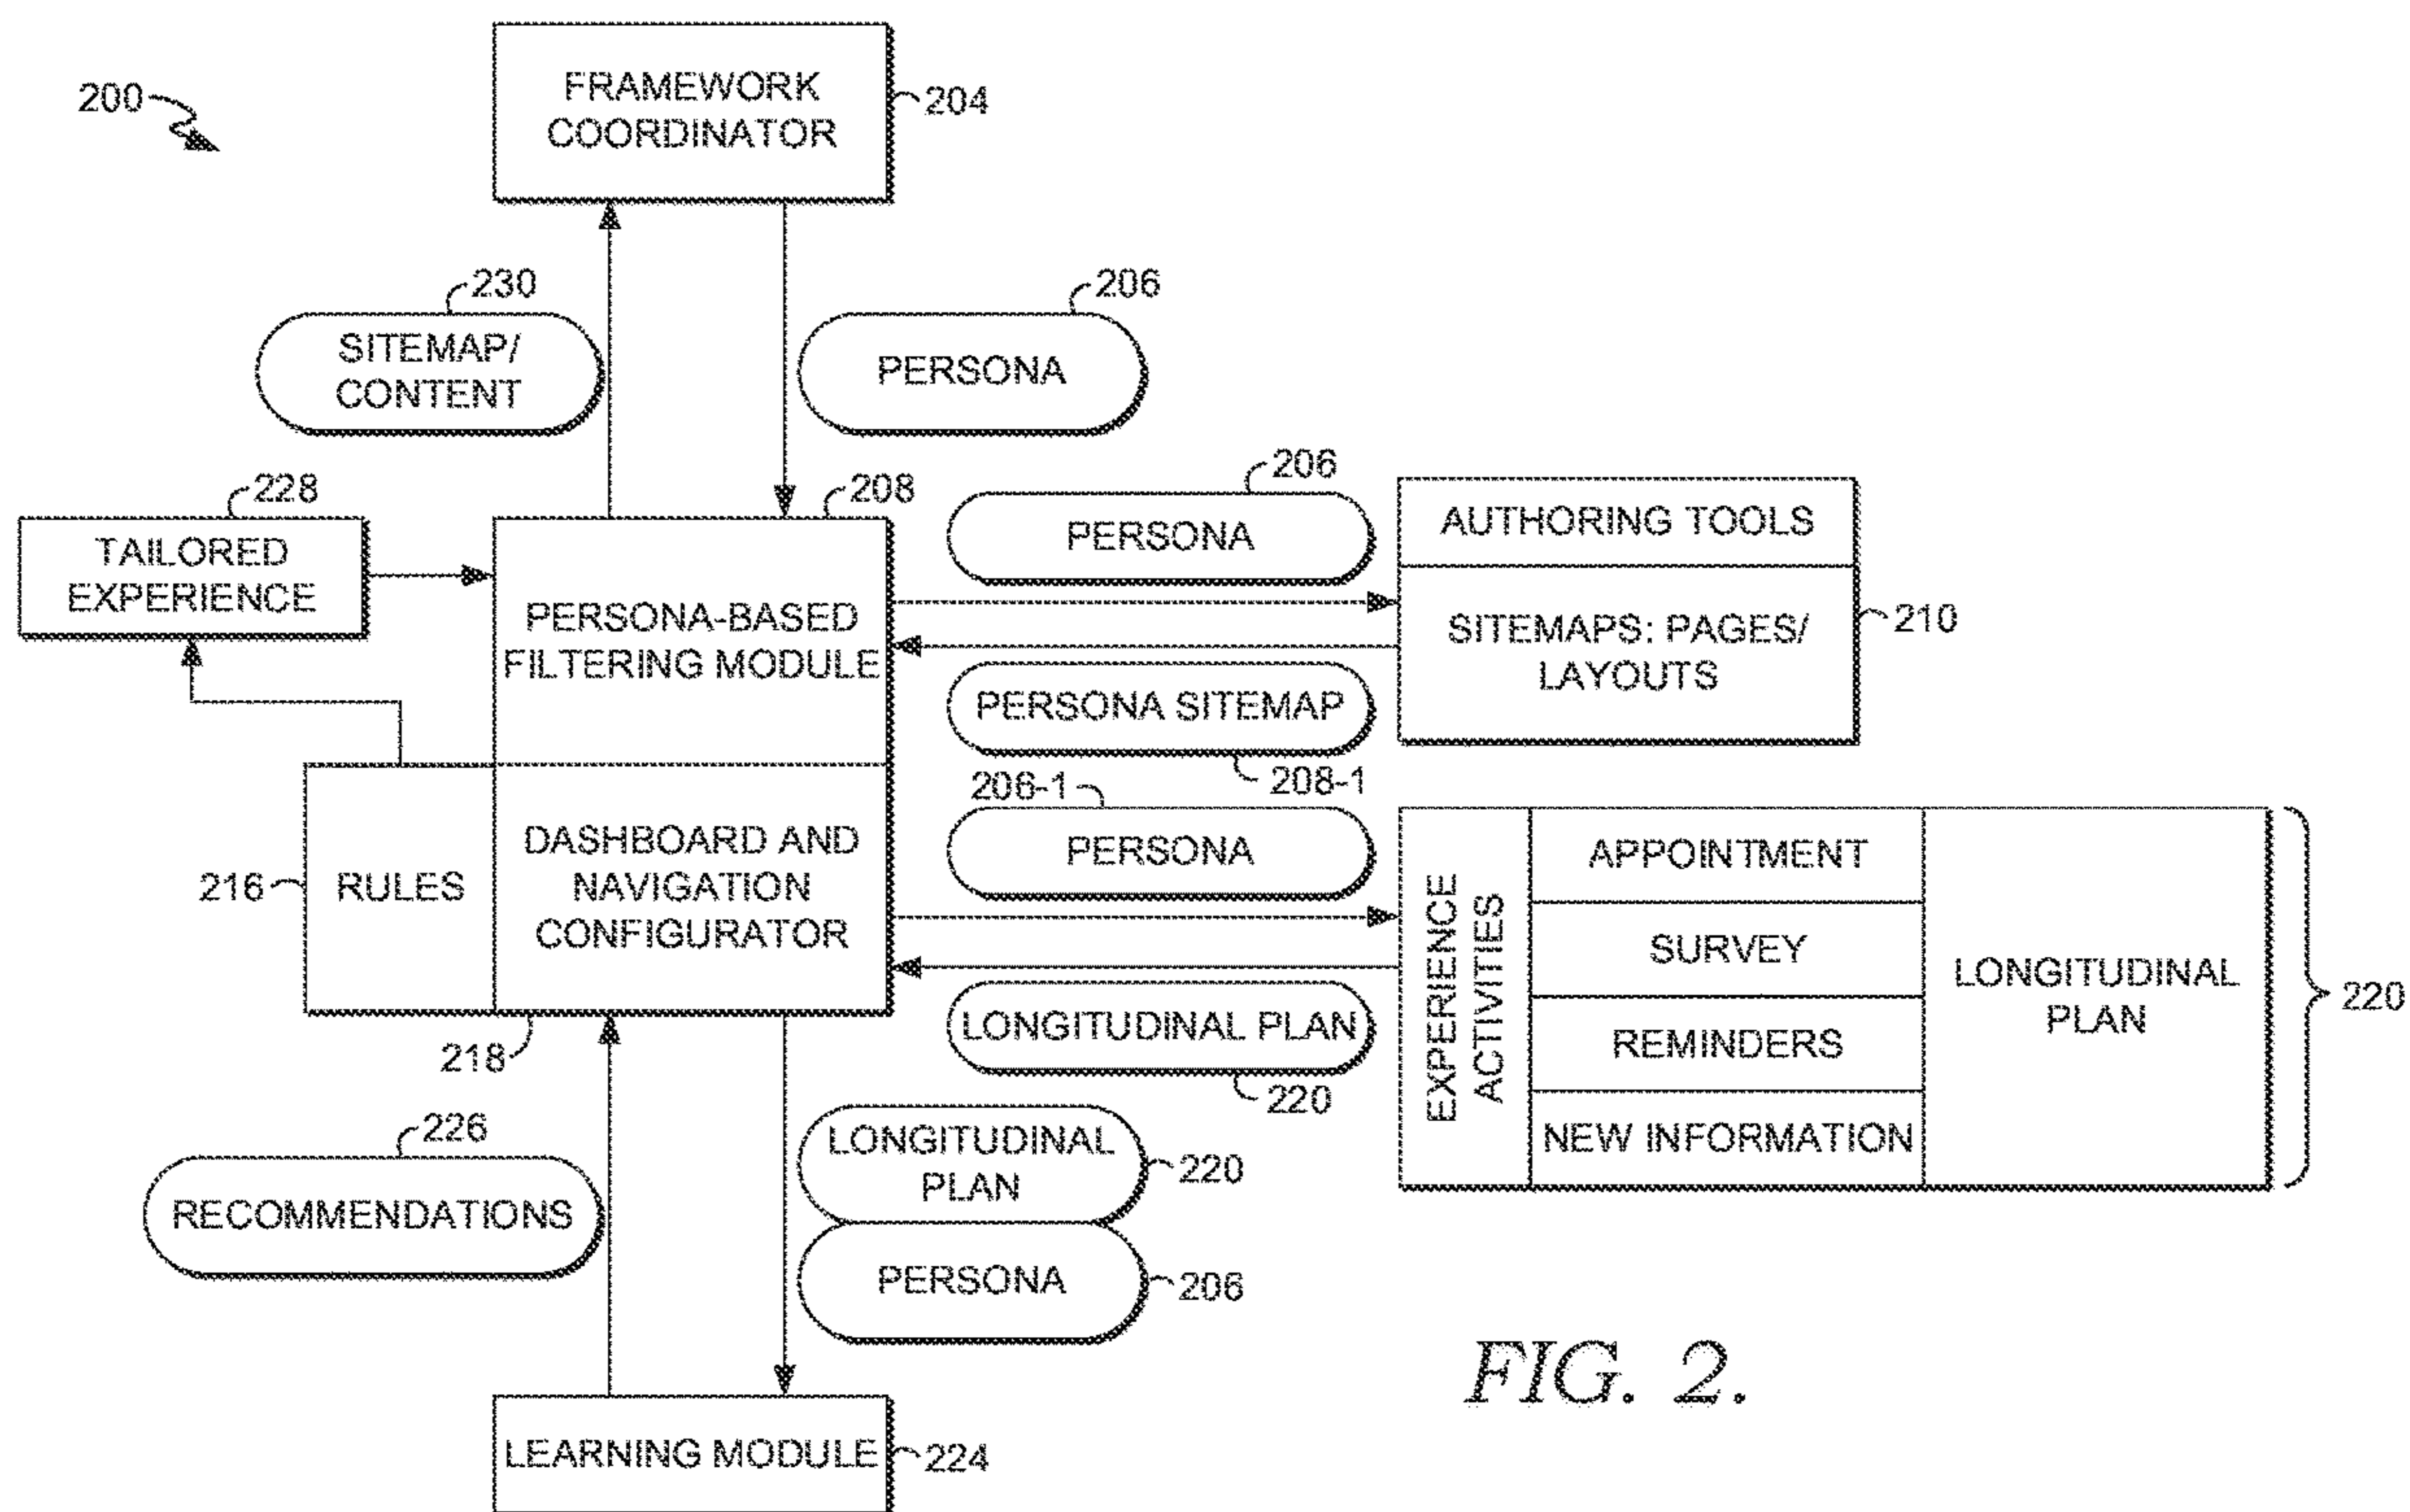 200
FRAMEWORK
COORDINATOR
204
230
SITEMAP/
CONTENT
206
PERSONA
228
TAILORED
EXPERIENCE
208
PERSONA-BASED
FILTERING MODULE
206
PERSONA
AUTHORING TOOLS
SITEMAPS: PAGES/
LAYOUTS
210
PERSONA SITEMAP
208-1
206-1
PERSONA
216
RULES
DASHBOARD AND
NAVIGATION
CONFIGURATOR
218
EXPERIENCE
ACTIVITIES
APPOINTMENT
SURVEY
REMINDERS
NEW INFORMATION
LONGITUDINAL
PLAN
220
LONGITUDINAL PLAN
220
226
RECOMMENDATIONS
LONGITUDINAL
PLAN
220
PERSONA
206
LEARNING MODULE
224
FIG. 2.